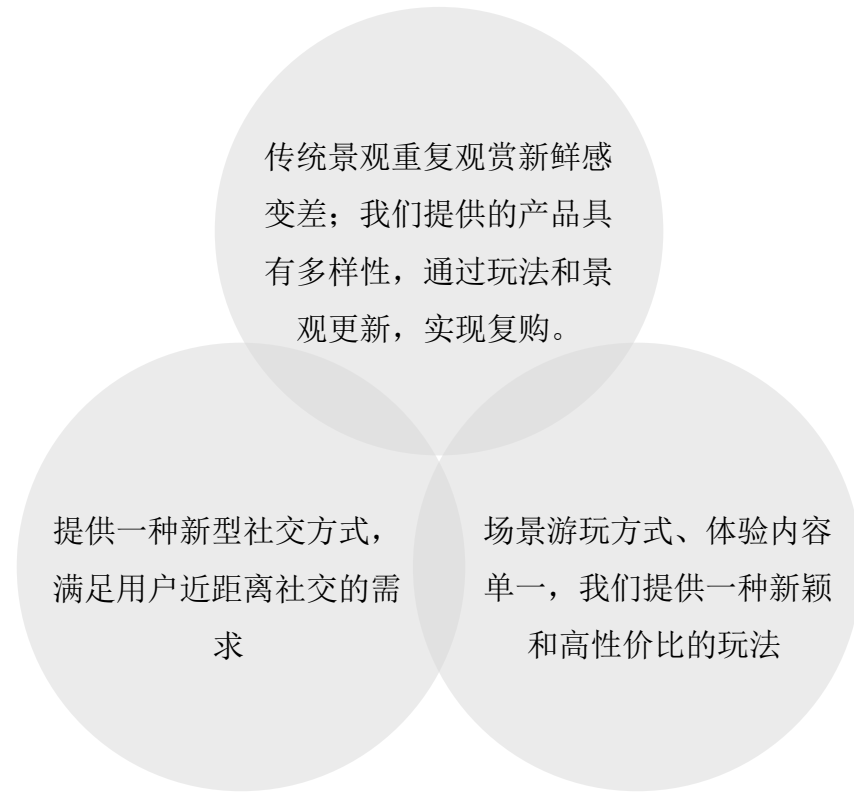 传统景观重复观赏新鲜感
变差；我们提供的产品具
有多样性，通过玩法和景
观更新，实现复购。
提供一种新型社交方式，
满足用户近距离社交的需
求
场景游玩方式、体验内容
单一，我们提供一种新颖
和高性价比的玩法